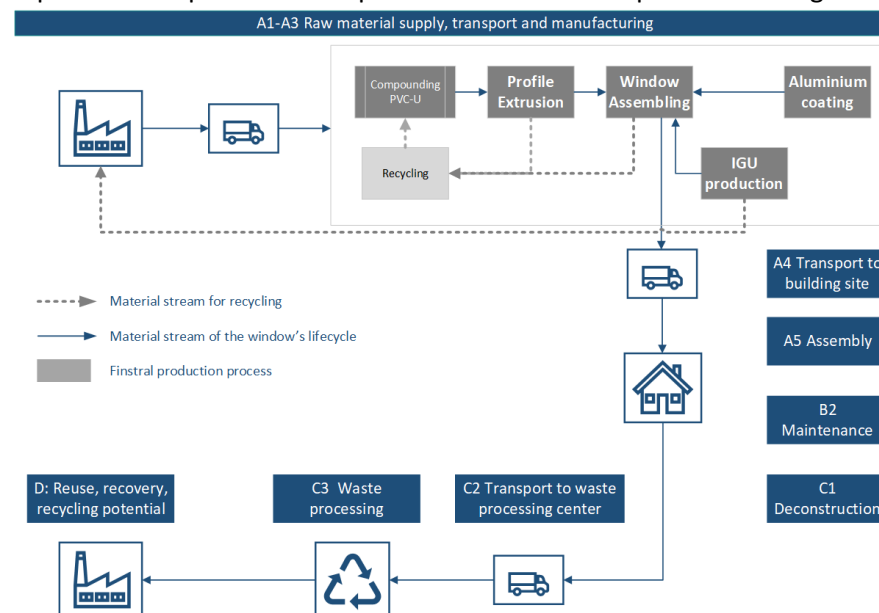 A1-A3 Raw material supply, transport and manufacturing
Compounding
PVC-U
Profile
Extrusion
Window
Assembling
Aluminium
coating
Recycling
IGU
production
A4 Transport to
building site
Material stream for recycling
Material stream of the window's lifecycle
A5 Assembly
Finstral production process
B2
Maintenance
D: Reuse, recovery,
recycling potential
C3 Waste
processing
C2 Transport to waste
processing center
C1
Deconstruction